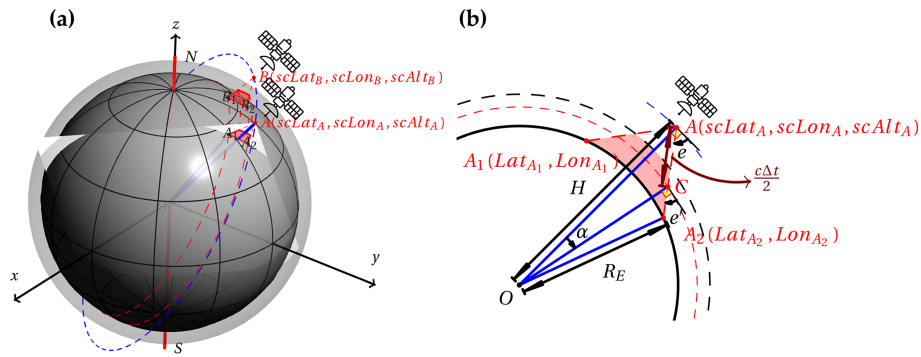 (a)
z
N
B(scLat_B, scLon_B, scAlt_B)
B_1
B_2
A(scLat_A, scLon_A, scAlt_A)
A_1
A_2
x
y
S
(b)
A(scLat_A, scLon_A, scAlt_A)
A_1(Lat_{A_1}, Lon_{A_1})
e
H
cΔt
2
C
α
e
A_2(Lat_{A_2}, Lon_{A_2})
R_E
O